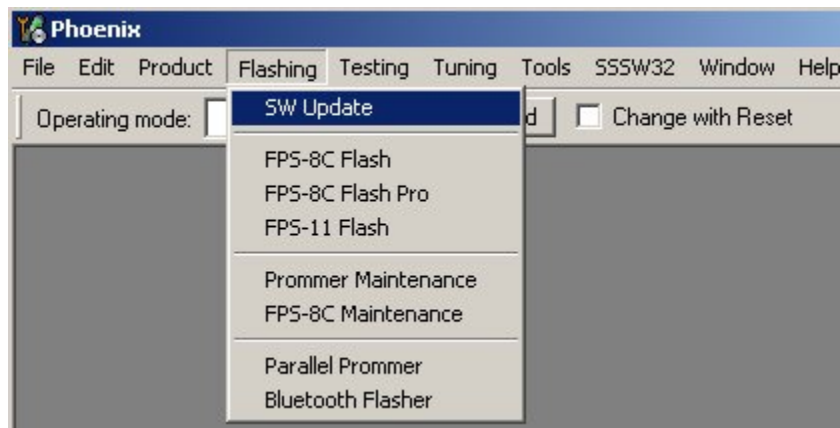 Phoenix
File Edit Product Flashing Testing Tuning Tools SSSW32 Window Help
Operating mode: d Change with Reset
SW Update
FPS-8C Flash
FPS-8C Flash Pro
FPS-11 Flash
Prommer Maintenance
FPS-8C Maintenance
Parallel Prommer
Bluetooth Flasher